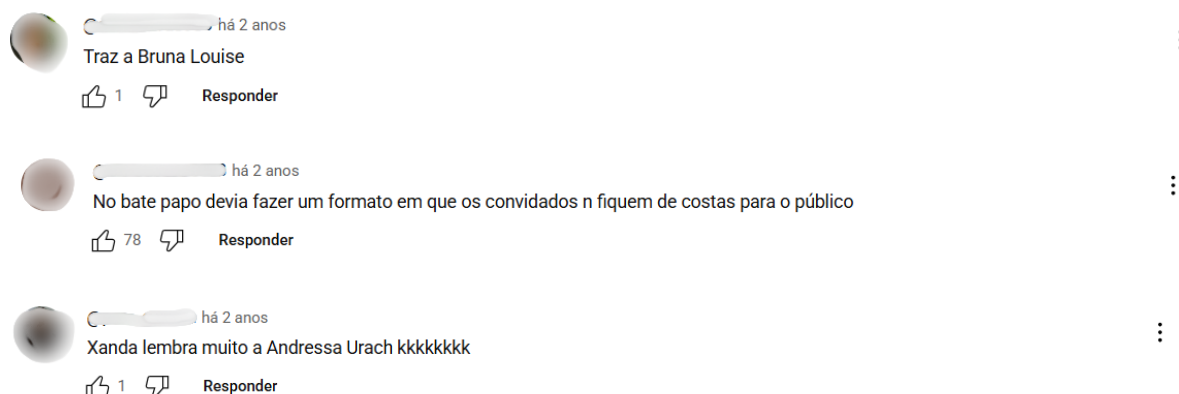 há 2 anos
Traz a Bruna Louise
1 Responder
há 2 anos
No bate papo devia fazer um formato em que os convidados n fiquem de costas para o público
78 Responder
há 2 anos
Xanda lembra muito a Andressa Urach kkkkkkkk
1 Responder